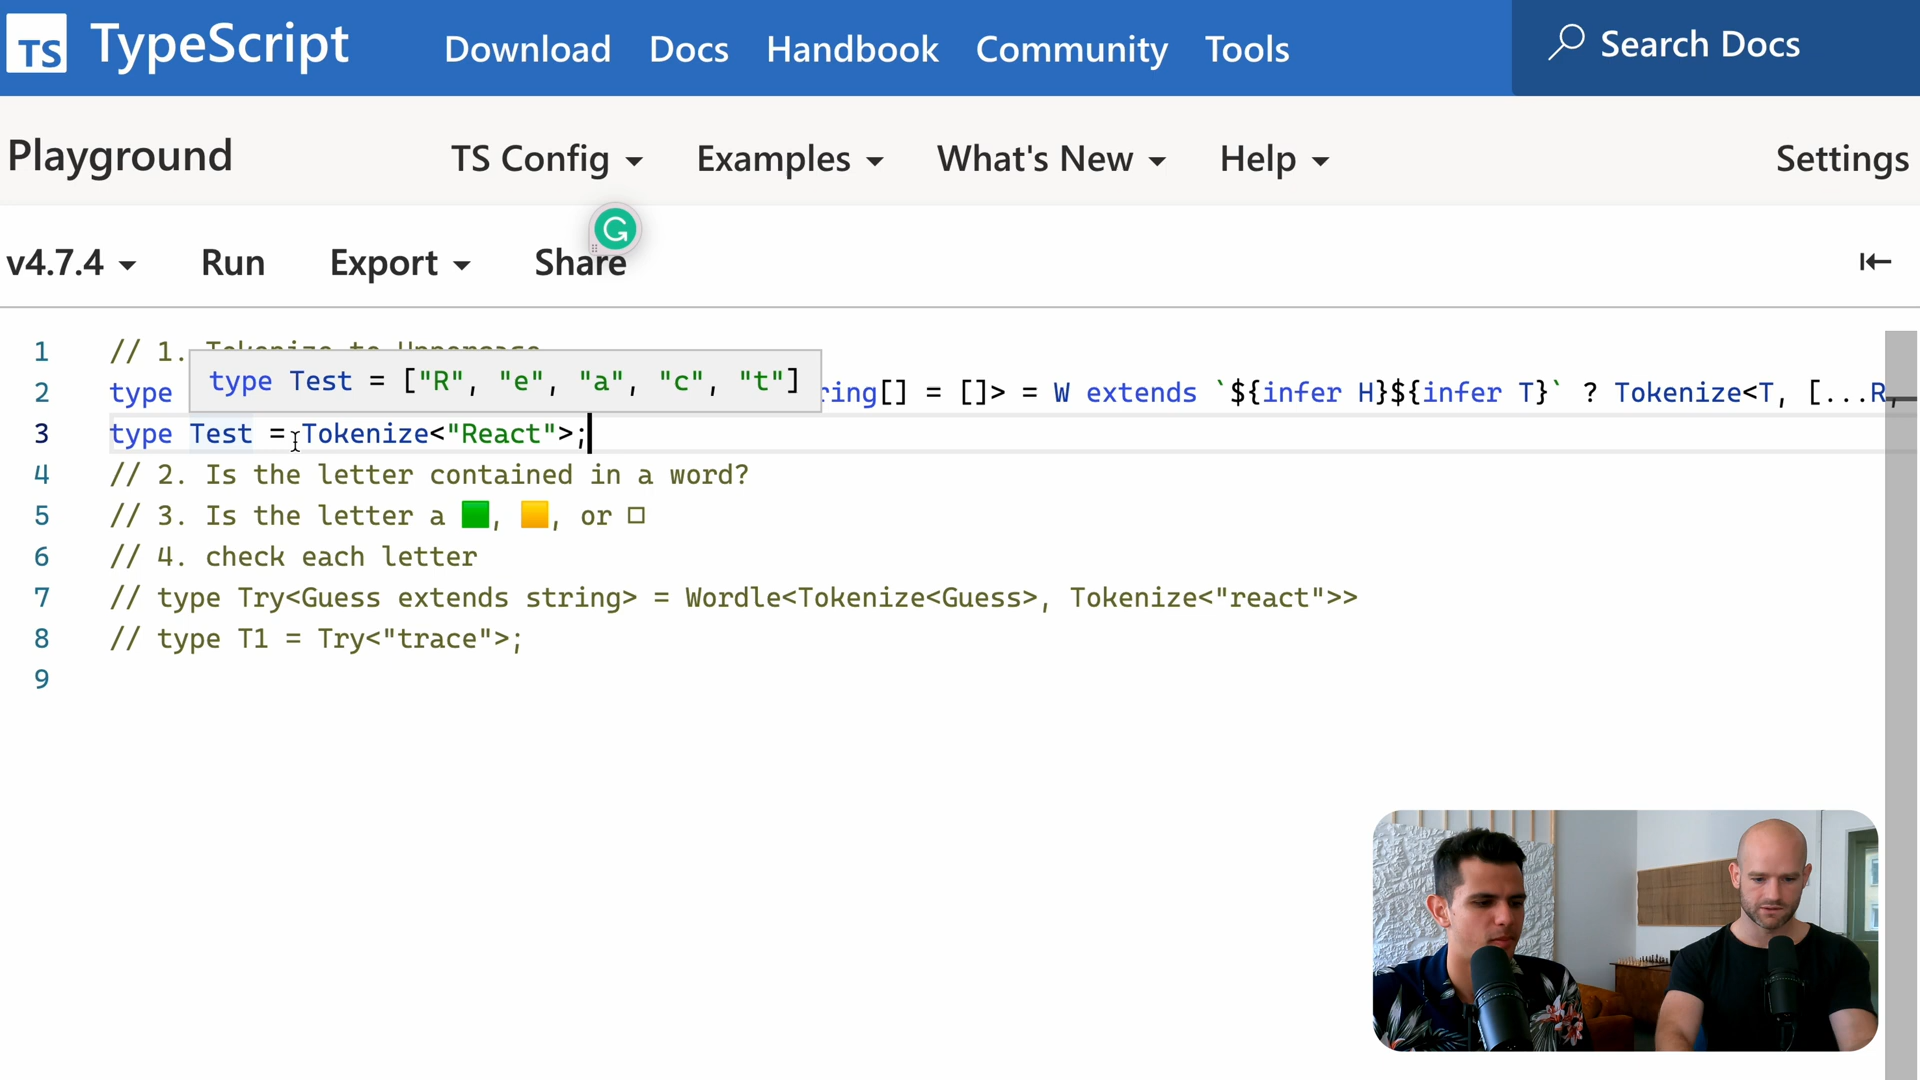 TS TypeScript Download Docs Handbook Community Tools Search Docs
Playground TS Config Examples What's New Help Settings
v4.7.4 Run Export Share
1 // 1. Tokenize to Uppercase
type Test = ["R", "e", "a", "c", "t"]
2 type ring[] = []> = W extends `${infer H}${infer T}` ? Tokenize<T, [...R,
3 type Test = Tokenize<"React">;
4 // 2. Is the letter contained in a word?
5 // 3. Is the letter a 🟩, 🟨, or ◻
6 // 4. check each letter
7 // type Try<Guess extends string> = Wordle<Tokenize<Guess>, Tokenize<"react">>
8 // type T1 = Try<"trace">;
9